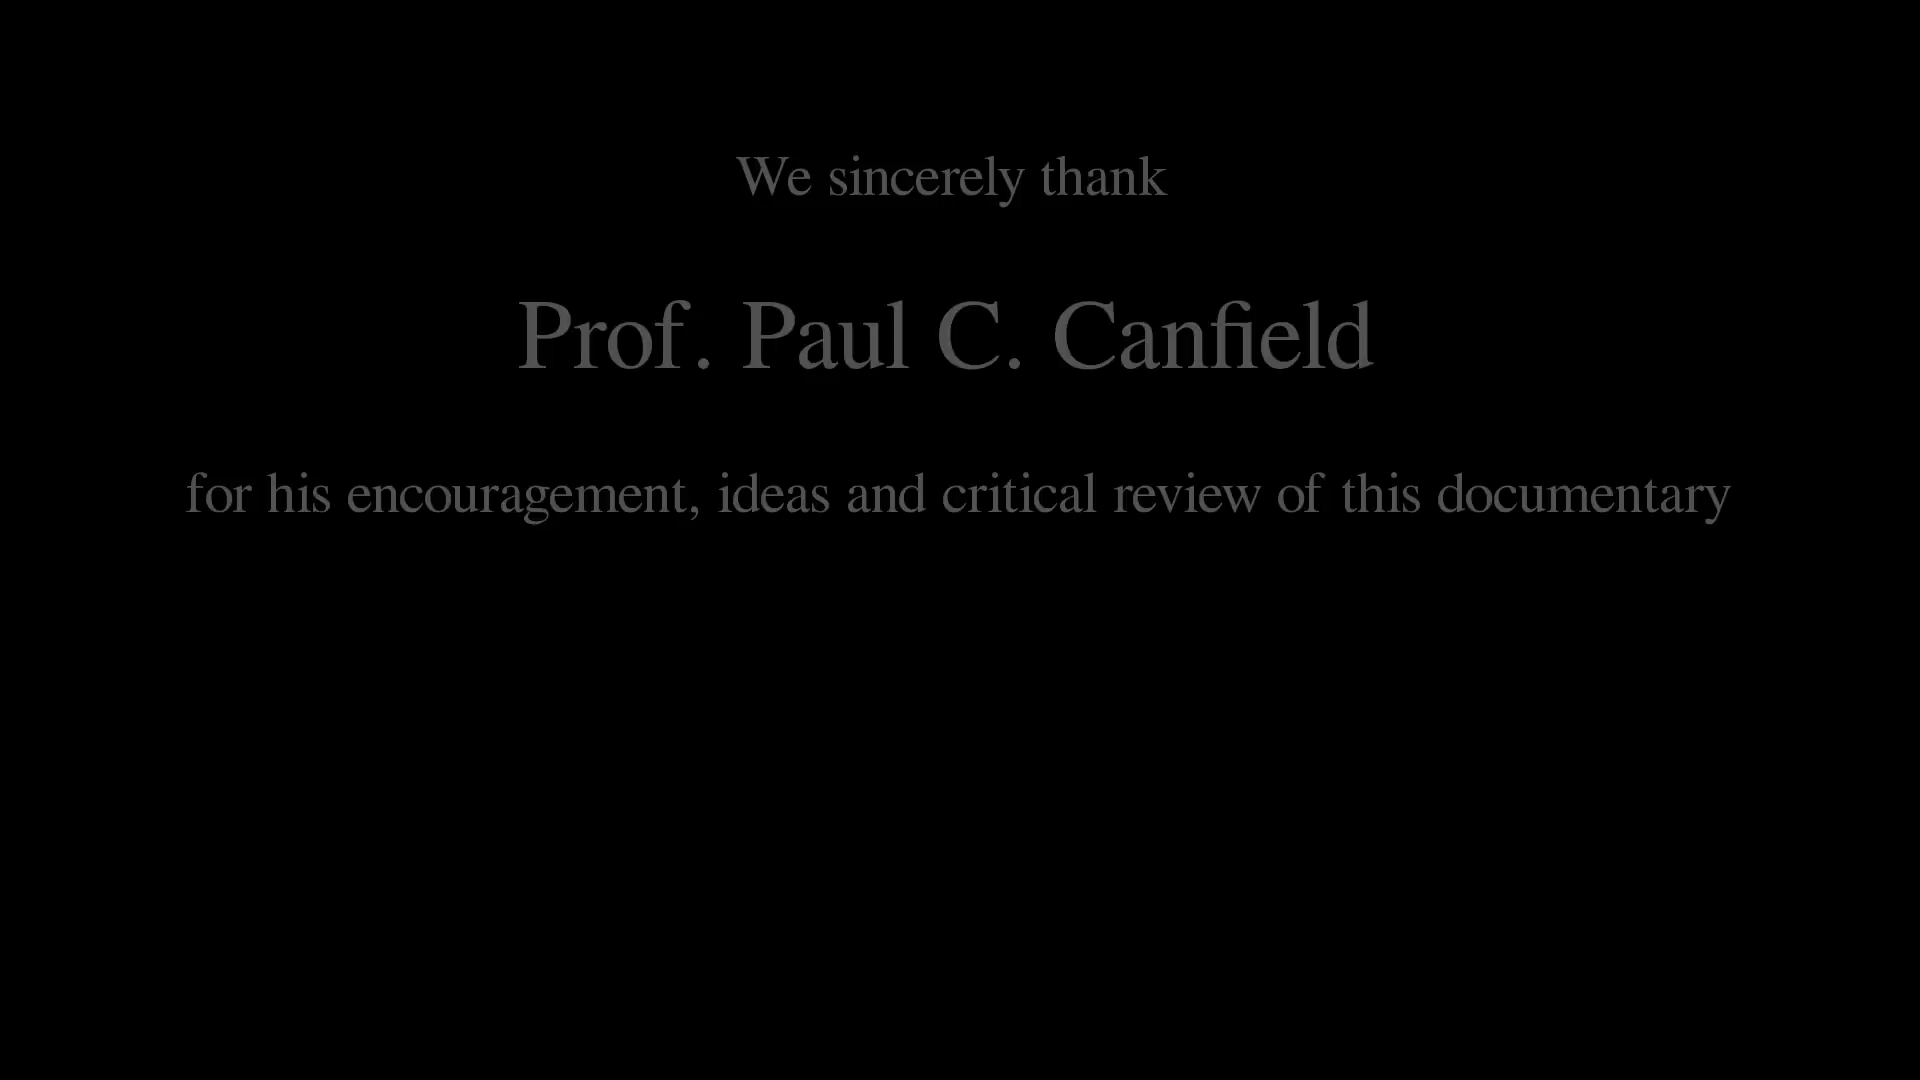 We sincerely thank
Prof. Paul C. Canfield
for his encouragement, ideas and critical review of this documentary